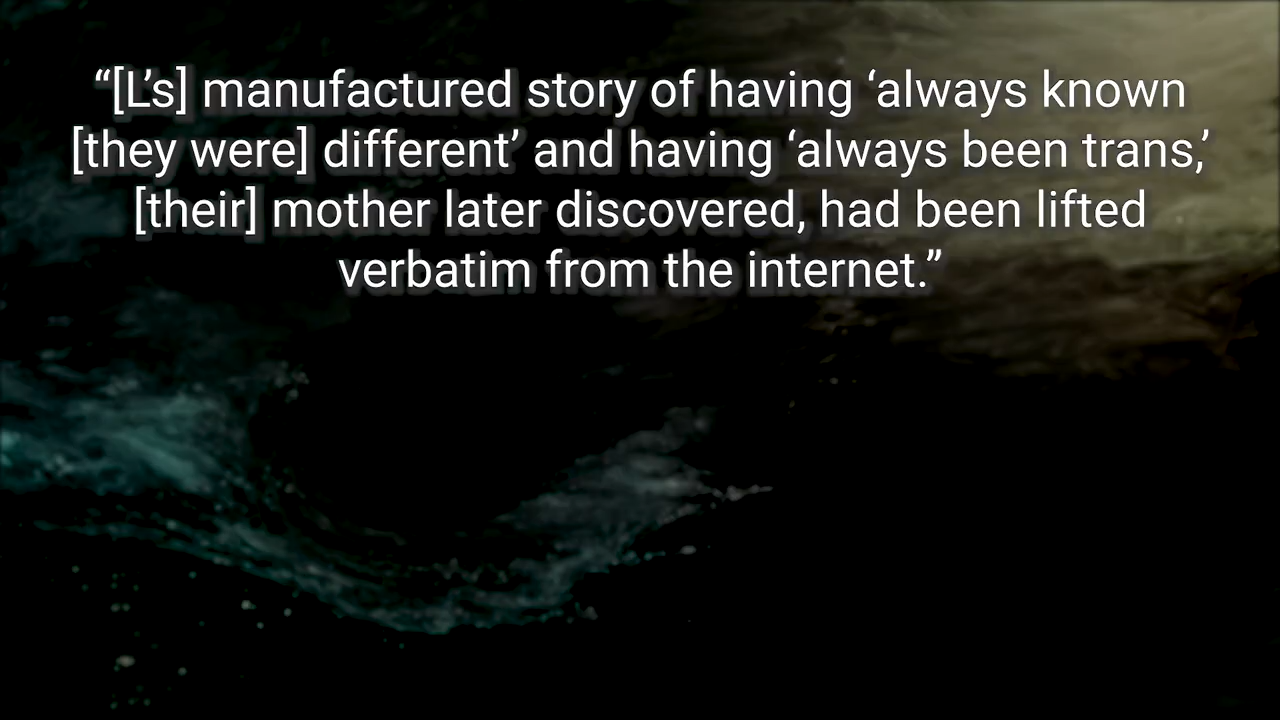 “[L’s] manufactured story of having ‘always known
[they were] different’ and having ‘always been trans,’
[their] mother later discovered, had been lifted
verbatim from the internet.”